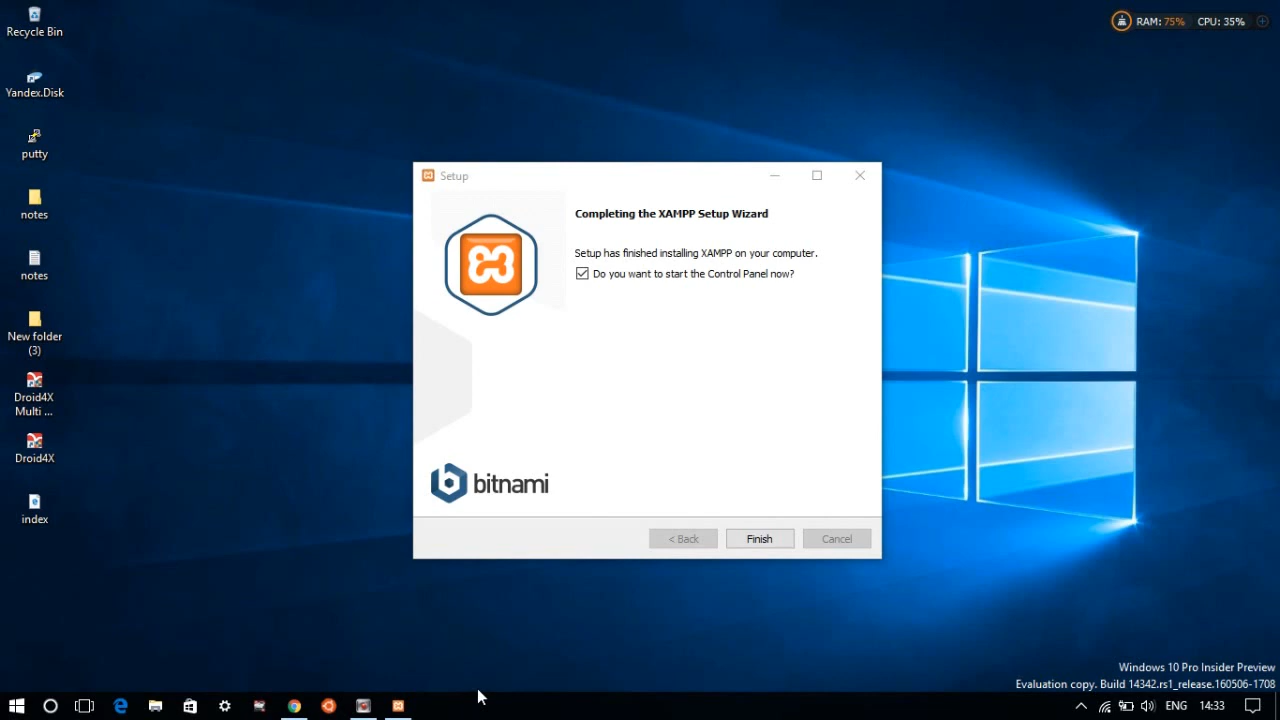 Recycle Bin
Yandex.Disk
putty
notes
notes
New folder
(3)
Droid4X
Multi ...
Droid4X
index
RAM: 75% CPU: 35%
Setup
Completing the XAMPP Setup Wizard
Setup has finished installing XAMPP on your computer.
Do you want to start the Control Panel now?
bitnami
< Back
Finish
Cancel
Windows 10 Pro Insider Preview
Evaluation copy. Build 14342.rs1_release.160506-1708
ENG 14:33